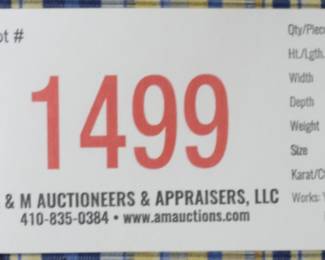 ot #
1499
& M AUCTIONEERS & APPRAISERS, LLC
410-835-0384 • www.amauctions.com
Qty/Piec
Ht./Lgth.
Width
Depth
Weight
Size
Karat/C
Works: